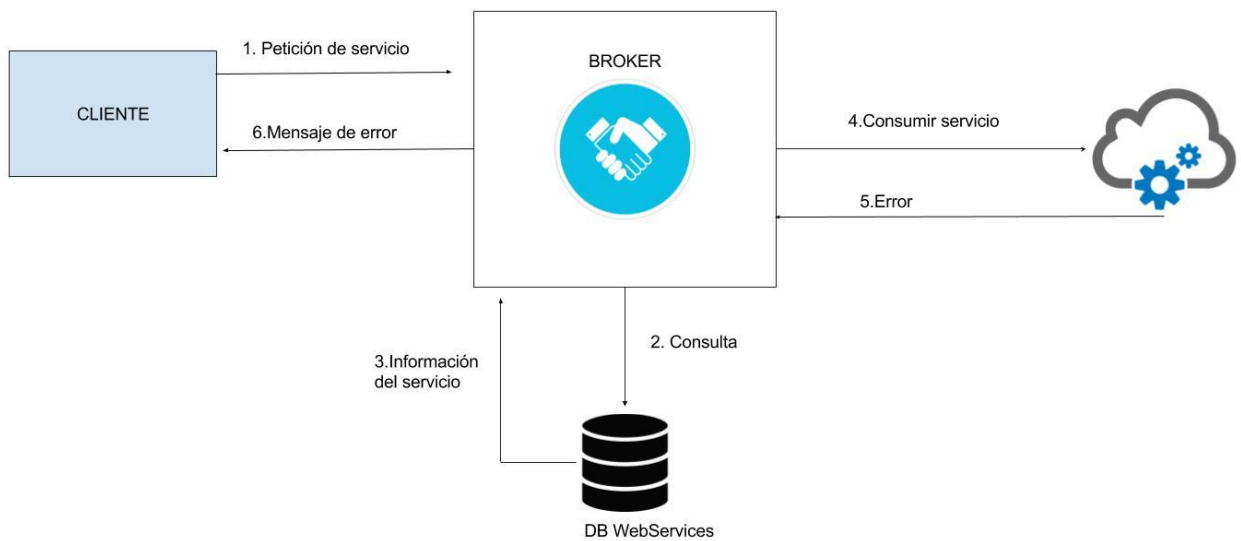 1. Petición de servicio
BROKER
CLIENTE
6.Mensaje de error
4.Consumir servicio
5.Error
2. Consulta
3.Información
del servicio
DB WebServices